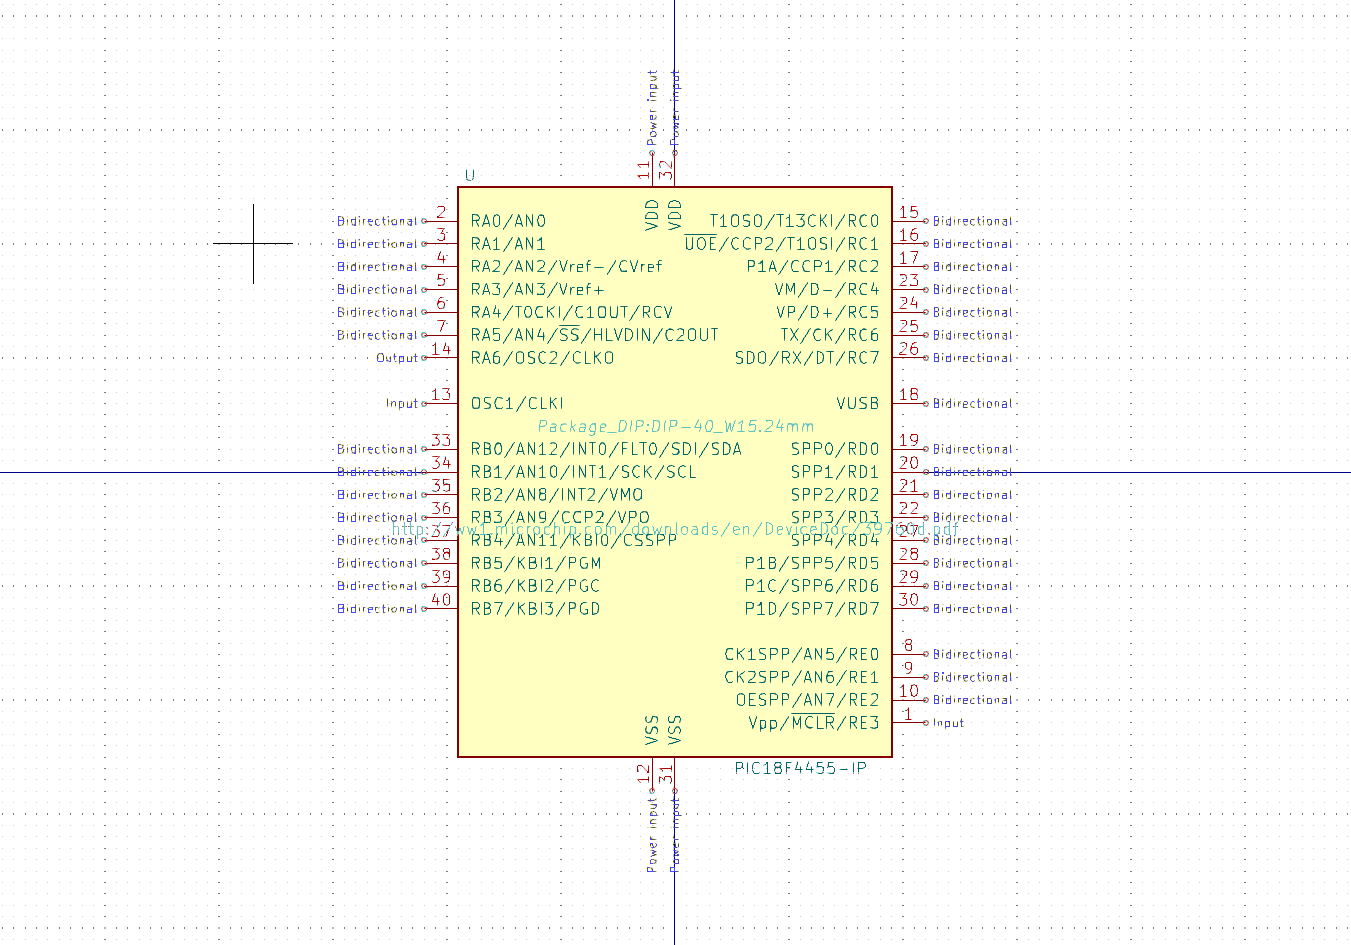 Power input Power input
11 32
U
VDD VDD
Bidirectional 2 RA0/AN0 T1OSO/T13CKI/RC0 15 Bidirectional
Bidirectional 3 RA1/AN1 UOE/CCP2/T1OSI/RC1 16 Bidirectional
Bidirectional 4 RA2/AN2/Vref-/CVref P1A/CCP1/RC2 17 Bidirectional
Bidirectional 5 RA3/AN3/Vref+ VM/D-/RC4 23 Bidirectional
Bidirectional 6 RA4/T0CKI/C1OUT/RCV VP/D+/RC5 24 Bidirectional
Bidirectional 7 RA5/AN4/SS/HLVDIN/C2OUT TX/CK/RC6 25 Bidirectional
Output 14 RA6/OSC2/CLKO SDO/RX/DT/RC7 26 Bidirectional
Input 13 OSC1/CLKI VUSB 18 Bidirectional
Package_DIP:DIP-40_W15.24mm
Bidirectional 33 RB0/AN12/INT0/FLT0/SDI/SDA SPP0/RD0 19 Bidirectional
Bidirectional 34 RB1/AN10/INT1/SCK/SCL SPP1/RD1 20 Bidirectional
Bidirectional 35 RB2/AN8/INT2/VMO SPP2/RD2 21 Bidirectional
Bidirectional 36 RB3/AN9/CCP2/VPO SPP3/RD3 22 Bidirectional
Bidirectional 37 RB4/AN11/KBI0/CSSPP SPP4/RD4 27 Bidirectional
Bidirectional 38 RB5/KBI1/PGM P1B/SPP5/RD5 28 Bidirectional
Bidirectional 39 RB6/KBI2/PGC P1C/SPP6/RD6 29 Bidirectional
Bidirectional 40 RB7/KBI3/PGD P1D/SPP7/RD7 30 Bidirectional
CK1SPP/AN5/RE0 8 Bidirectional
CK2SPP/AN6/RE1 9 Bidirectional
OESPP/AN7/RE2 10 Bidirectional
Vpp/MCLR/RE3 1 Input
VSS VSS
PIC18F4455-IP
12 31
Power input Power input